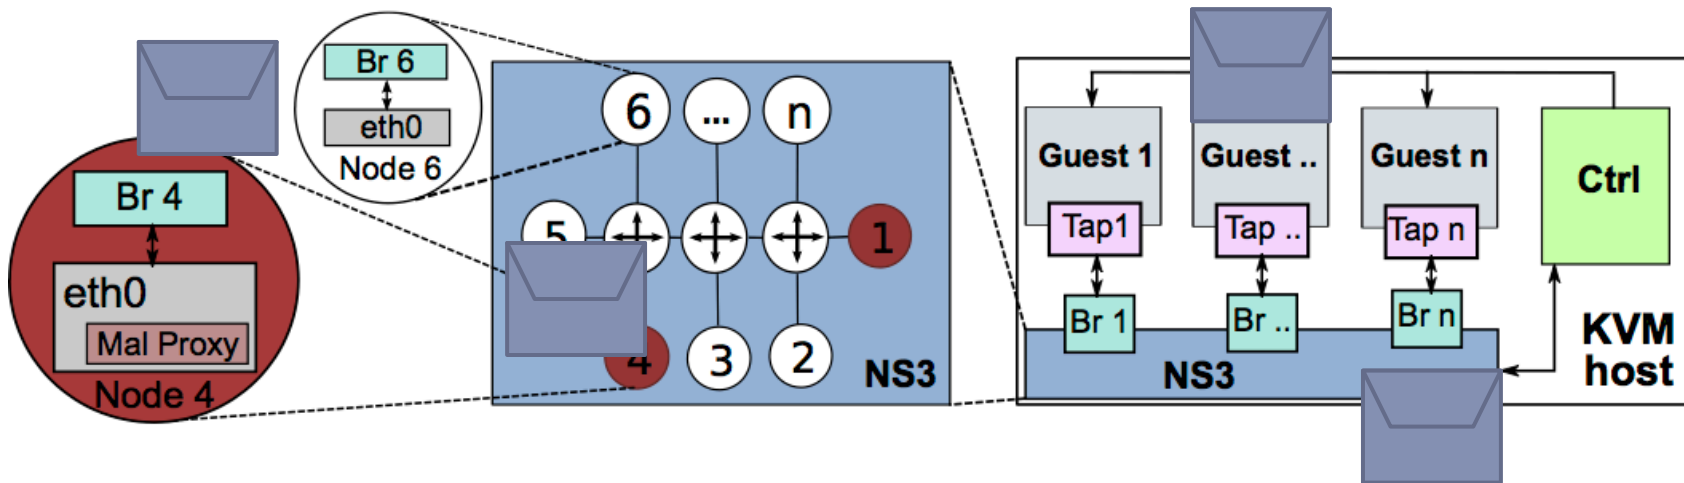 Br 6
eth0
Node 6
Br 4
eth0
Mal Proxy
Node 4
6
...
n
5
1
4
3
2
NS3
Guest 1
Guest ..
Guest n
Ctrl
Tap1
Tap ..
Tap n
Br 1
Br ..
Br n
NS3
KVM
host